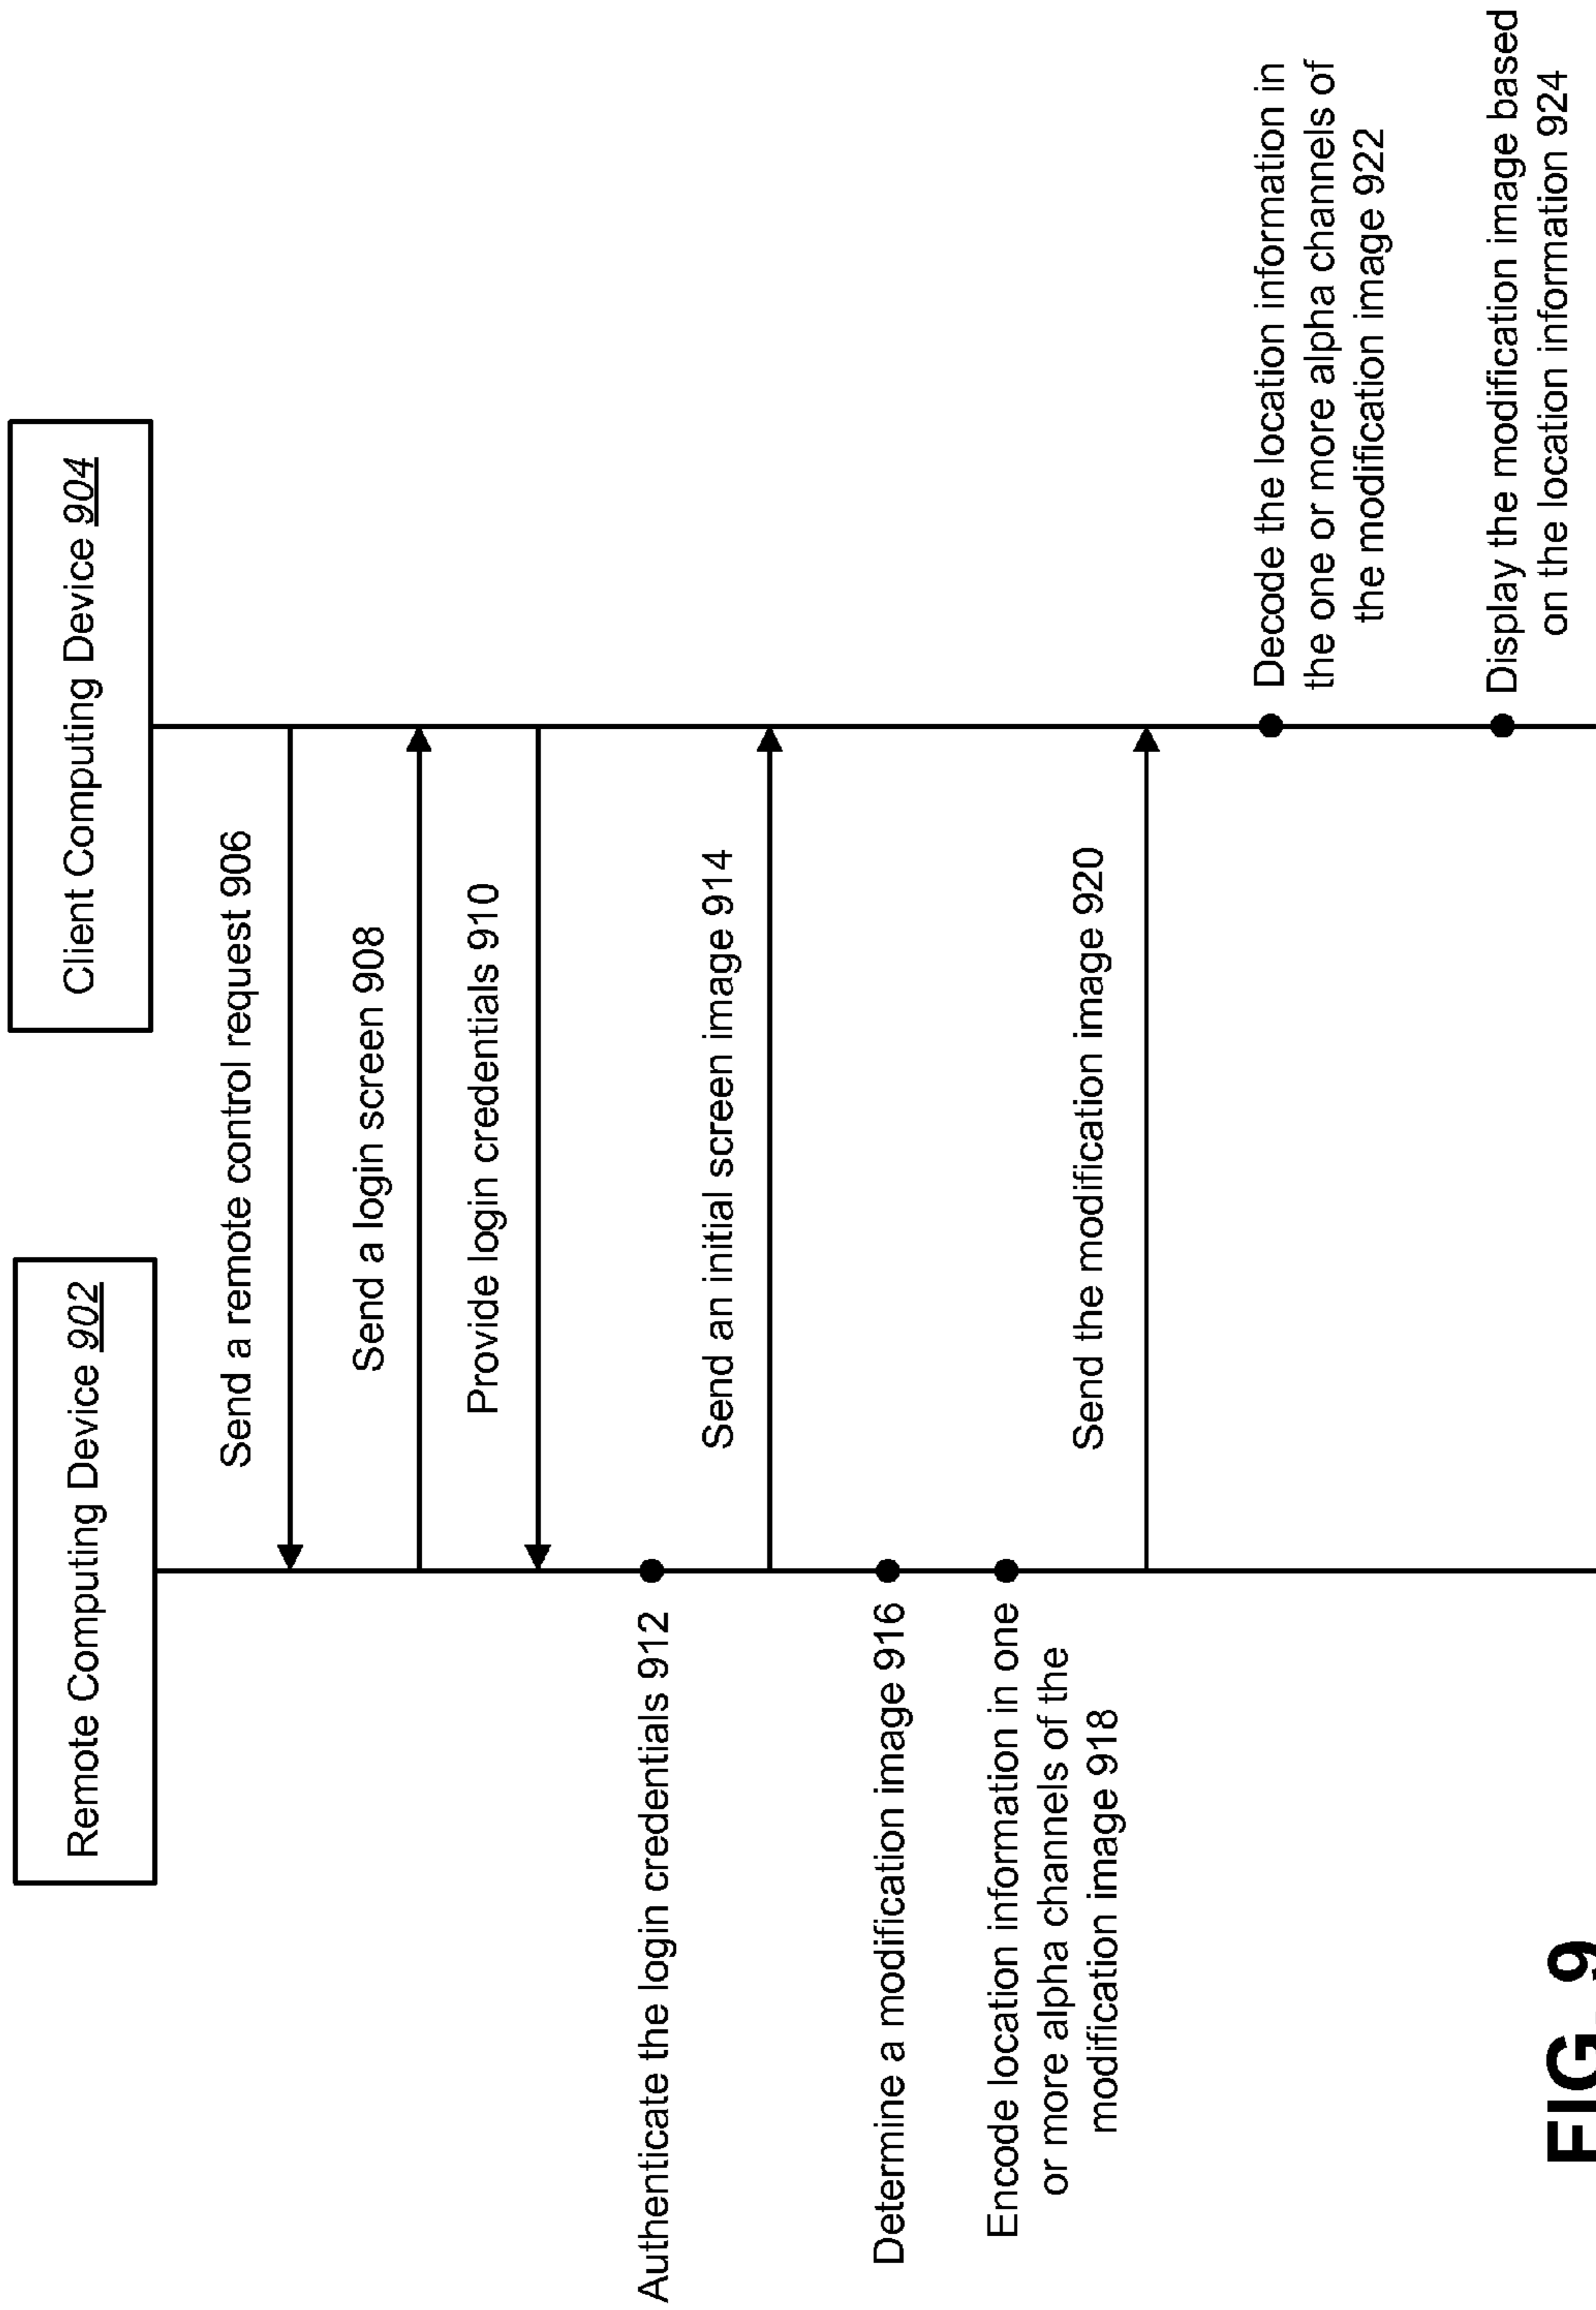 Remote Computing Device 902
Client Computing Device 904
Send a remote control request 906
Send a login screen 908
Provide login credentials 910
Authenticate the login credentials 912
Send an initial screen image 914
Determine a modification image 916
Encode location information in one
or more alpha channels of the
modification image 918
Send the modification image 920
Decode the location information in
the one or more alpha channels of
the modification image 922
Display the modification image based
on the location information 924
FIG. 9